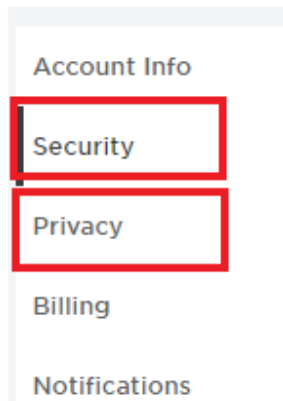 Account Info
Security
Privacy
Billing
Notifications